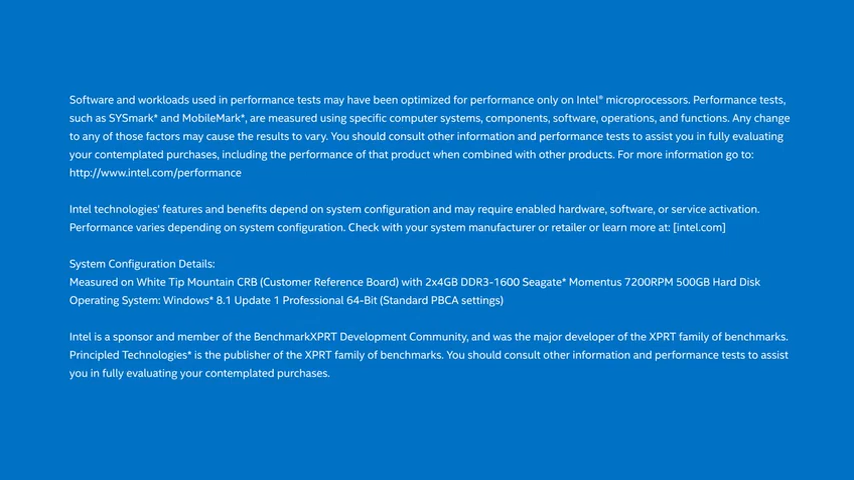 Software and workloads used in performance tests may have been optimized for performance only on Intel® microprocessors. Performance tests,
such as SYSmark* and MobileMark*, are measured using specific computer systems, components, software, operations, and functions. Any change
to any of those factors may cause the results to vary. You should consult other information and performance tests to assist you in fully evaluating
your contemplated purchases, including the performance of that product when combined with other products. For more information go to:
http://www.intel.com/performance
Intel technologies' features and benefits depend on system configuration and may require enabled hardware, software, or service activation.
Performance varies depending on system configuration. Check with your system manufacturer or retailer or learn more at: [intel.com]
System Configuration Details:
Measured on White Tip Mountain CRB (Customer Reference Board) with 2x4GB DDR3-1600 Seagate* Momentus 7200RPM 500GB Hard Disk
Operating System: Windows* 8.1 Update 1 Professional 64-Bit (Standard PBCA settings)
Intel is a sponsor and member of the BenchmarkXPRT Development Community, and was the major developer of the XPRT family of benchmarks.
Principled Technologies* is the publisher of the XPRT family of benchmarks. You should consult other information and performance tests to assist
you in fully evaluating your contemplated purchases.